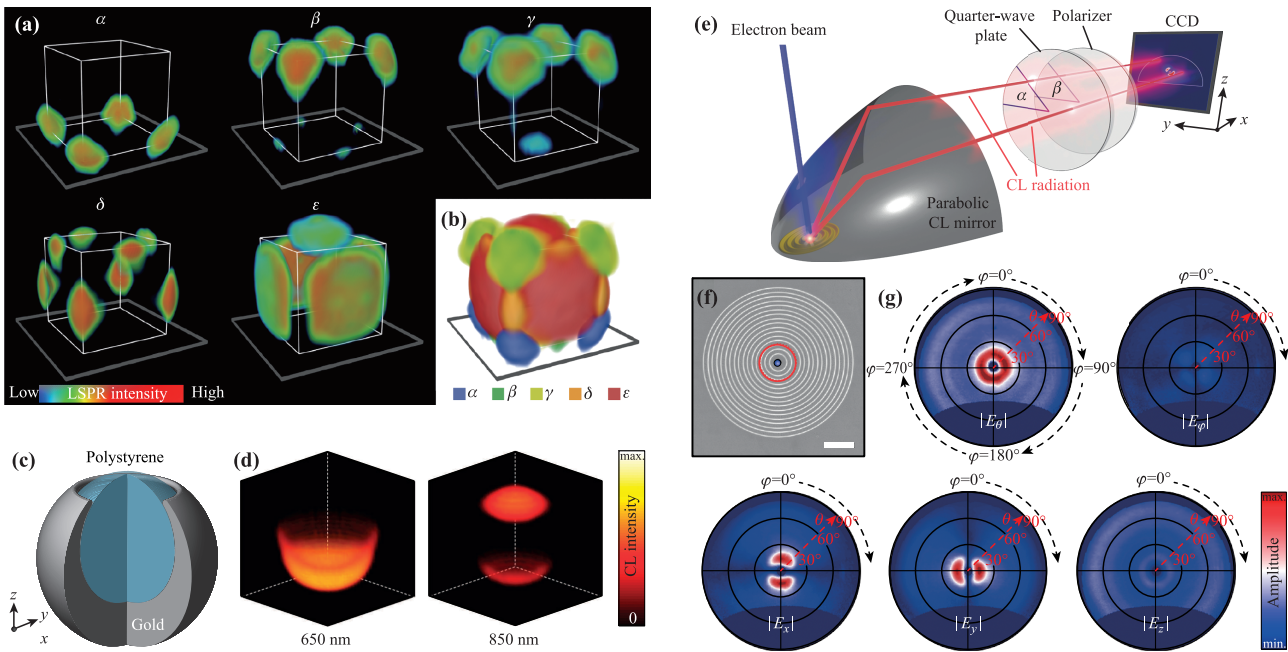 (a)
α
β
γ
δ
ε
Low
LSPR intensity
High
(b)
α
β
γ
δ
ε
(c)
Polystyrene
Gold
z
y
x
(d)
650 nm
850 nm
max.
CL intensity
0
(e)
Electron beam
Quarter-wave
plate
Polarizer
CCD
α
β
z
y
x
CL radiation
Parabolic
CL mirror
(f)
(g)
φ=0°
θ
90°
60°
30°
φ=270°
φ=90°
|Eθ|
φ=180°
φ=0°
θ
90°
60°
30°
|Eφ|
φ=0°
θ
90°
60°
30°
|Ex|
φ=0°
θ
90°
60°
30°
|Ey|
φ=0°
θ
90°
60°
30°
|Ez|
max.
Amplitude
min.